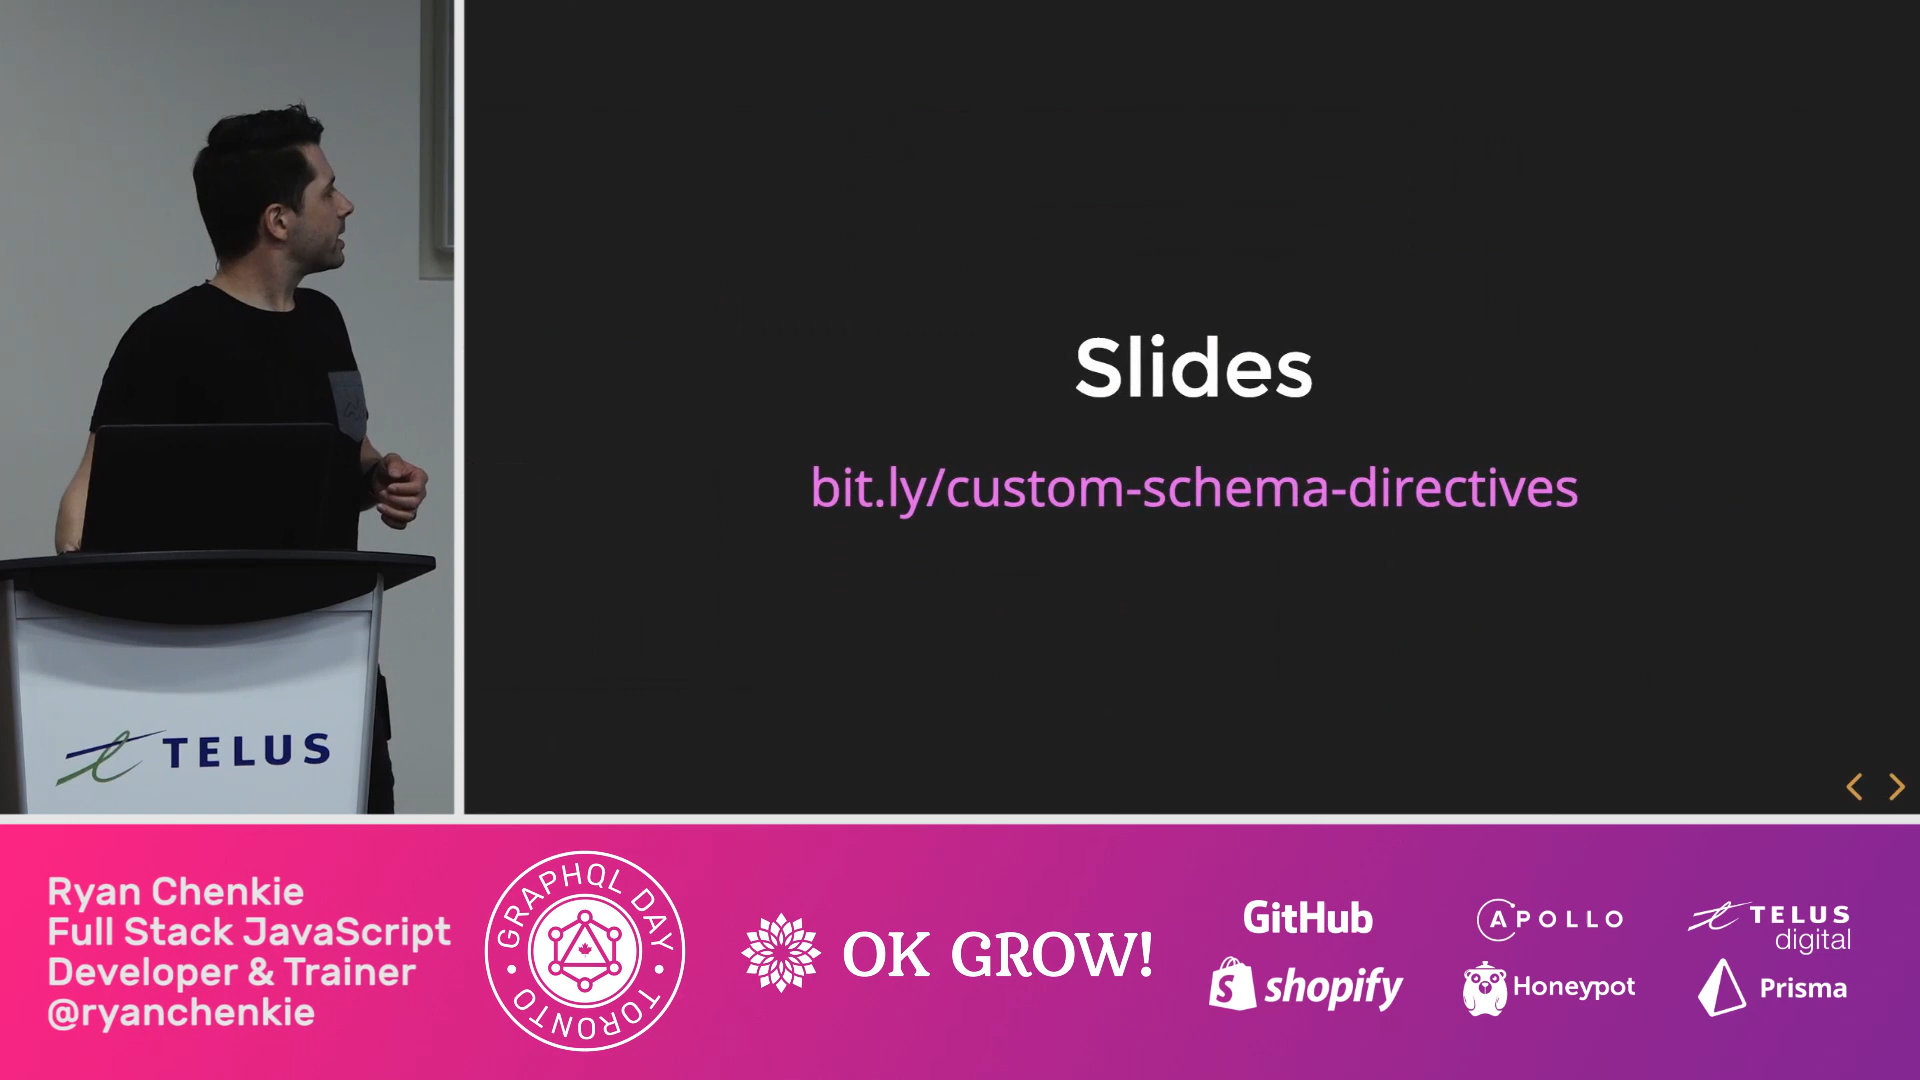 Slides
bit.ly/custom-schema-directives
TELUS
Ryan Chenkie
Full Stack JavaScript
Developer & Trainer
@ryanchenkie
GRAPHQL DAY
TORONTO
OK GROW!
GitHub
APOLLO
TELUS
digital
shopify
Honeypot
Prisma